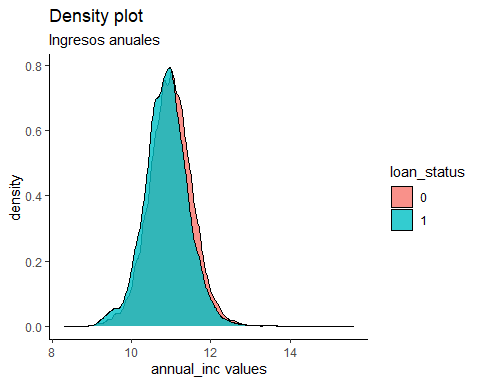 Density plot
Ingresos anuales
0.8
0.6
0.4
0.2
0.0
density
8
10
12
14
annual_inc values
loan_status
0
1